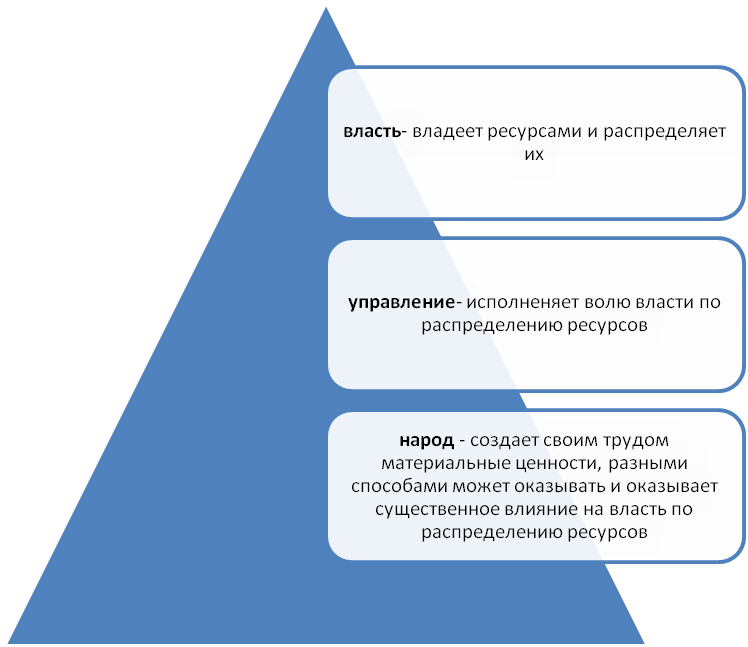 власть- владеет ресурсами и распределяет
их
управление- исполненяет волю власти по
распределению ресурсов
народ - создает своим трудом
материальные ценности, разными
способами может оказывать и оказывает
существенное влияние на власть по
распределению ресурсов